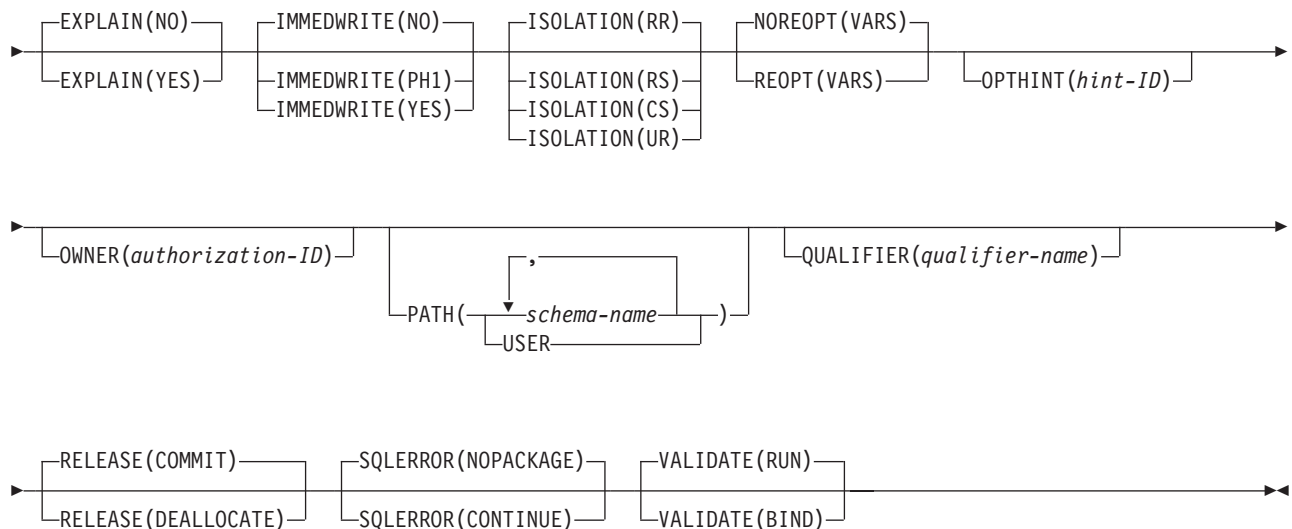 EXPLAIN(NO) IMMEDWRITE(NO) ISOLATION(RR) NOREOPT(VARS)
EXPLAIN(YES) IMMEDWRITE(PH1) ISOLATION(RS) REOPT(VARS) OPTHINT(hint-ID)
IMMEDWRITE(YES) ISOLATION(CS)
ISOLATION(UR)
OWNER(authorization-ID) QUALIFIER(qualifier-name)
,
PATH( schema-name )
USER
RELEASE(COMMIT) SQLERROR(NOPACKAGE) VALIDATE(RUN)
RELEASE(DEALLOCATE) SQLERROR(CONTINUE) VALIDATE(BIND)